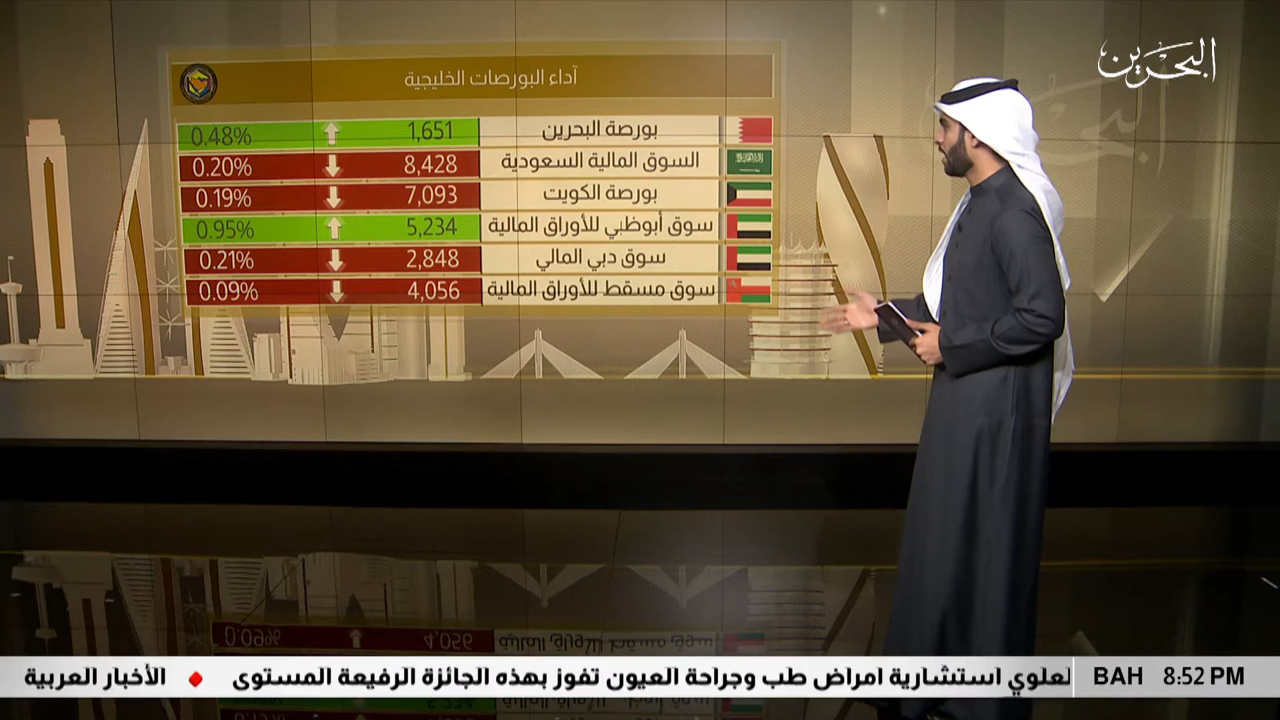 البحرين
أداء البورصات الخليجية
بورصة البحرين 1,651 0.48%
السوق المالية السعودية 8,428 0.20%
بورصة الكويت 7,093 0.19%
سوق أبوظبي للأوراق المالية 5,234 0.95%
سوق دبي المالي 2,848 0.21%
سوق مسقط للأوراق المالية 4,056 0.09%
BAH 8:52 PM
لعلوي استشارية امراض طب وجراحة العيون تفوز بهذه الجائزة الرفيعة المستوى ♦ الأخبار العربية